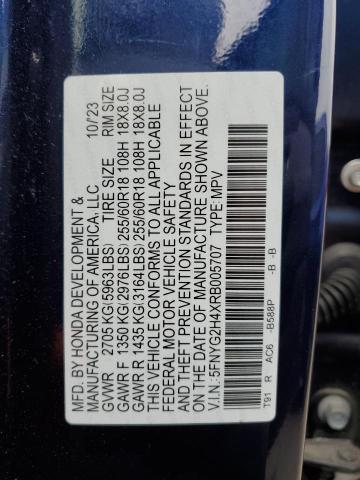 MFD. BY HONDA DEVELOPMENT &
MANUFACTURING OF AMERICA, LLC 10/'23
GVWR 2705 KG(5963LBS) TIRE SIZE RIM SIZE
GAWR F 1350 KG(2976LBS) 255/60R18 108H 18X8.0J
GAWR R 1435 KG(3164LBS) 255/60R18 108H 18X8.0J
THIS VEHICLE CONFORMS TO ALL APPLICABLE
FEDERAL MOTOR VEHICLE SAFETY
AND THEFT PREVENTION STANDARDS IN EFFECT
ON THE DATE OF MANUFACTURE SHOWN ABOVE.
V.I.N.: 5FNYG2H4XRB005707 TYPE: MPV
T91 R AC6 -B588P -B -B